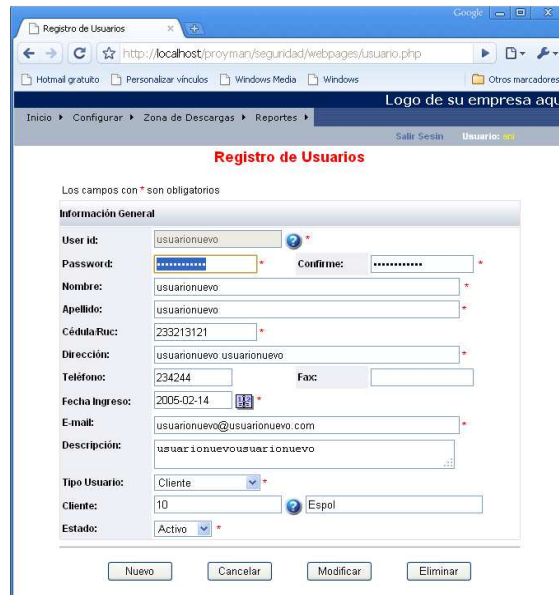 Google
Registro de Usuarios
http://localhost/proyman/seguridad/webpages/usuario.php
Hotmail gratuito Personalizar vínculos Windows Media Windows Otros marcadores
Logo de su empresa aqu
Inicio Configurar Zona de Descargas Reportes
Salir Sesin Usuario:
Registro de Usuarios
Los campos con * son obligatorios
Información General
User id: usuarionuevo ? *
Password: •••••••••••• * Confirme: •••••••••••• *
Nombre: usuarionuevo *
Apellido: usuarionuevo *
Cédula/Ruc: 233213121 *
Dirección: usuarionuevo usuarionuevo *
Teléfono: 234244 Fax:
Fecha Ingreso: 2005-02-14 *
E-mail: usuarionuevo@usuarionuevo.com *
Descripción: usuarionuevousuarionuevo
Tipo Usuario: Cliente *
Cliente: 10 ? Espol
Estado: Activo *
Nuevo Cancelar Modificar Eliminar